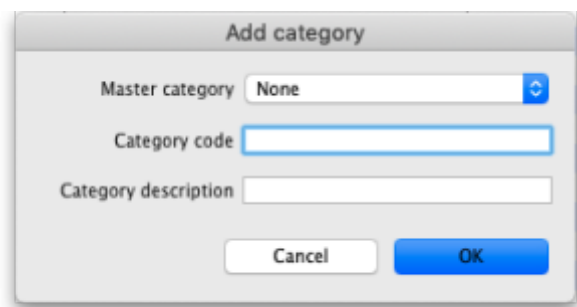 Add category
Master category None
Category code
Category description
Cancel OK